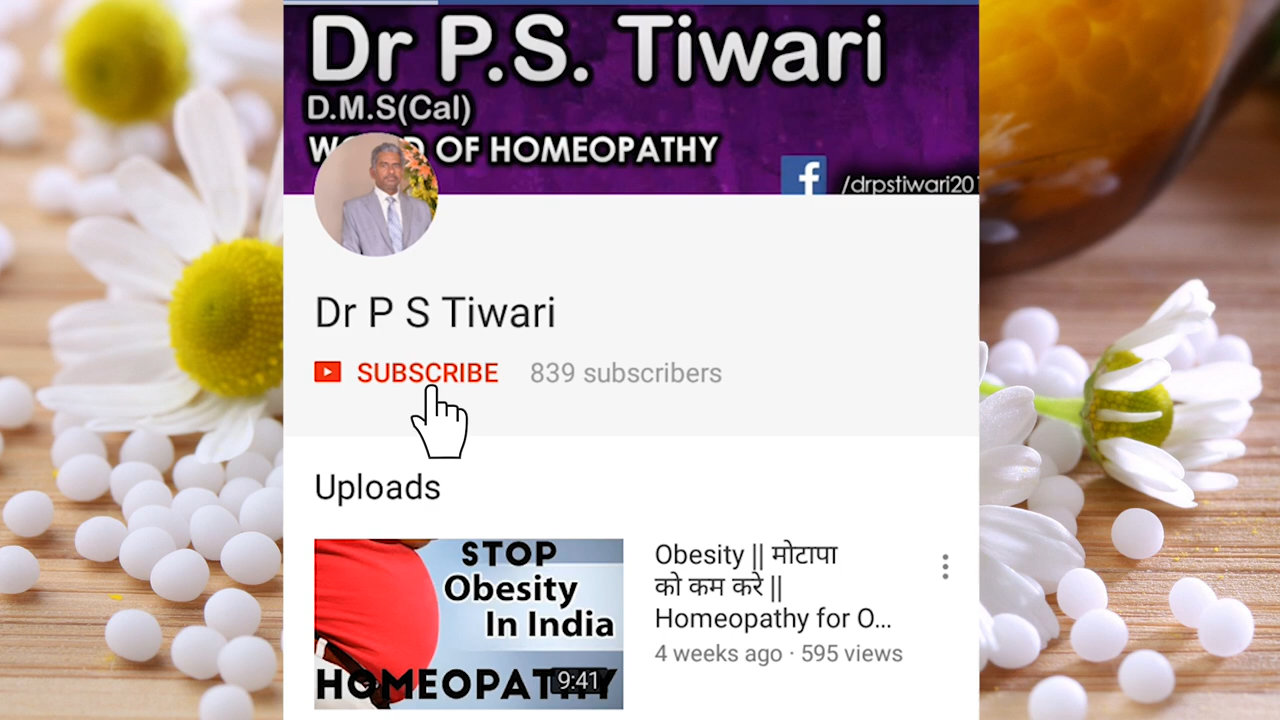 Dr P.S. Tiwari
D.M.S(Cal)
OF HOMEOPATHY
f /drpstiwari201
Dr P S Tiwari
SUBSCRIBE 839 subscribers
Uploads
STOP
Obesity
In India
HOMEOPATHY
9:41
Obesity || मोटापा
को कम करे ||
Homeopathy for O...
4 weeks ago · 595 views